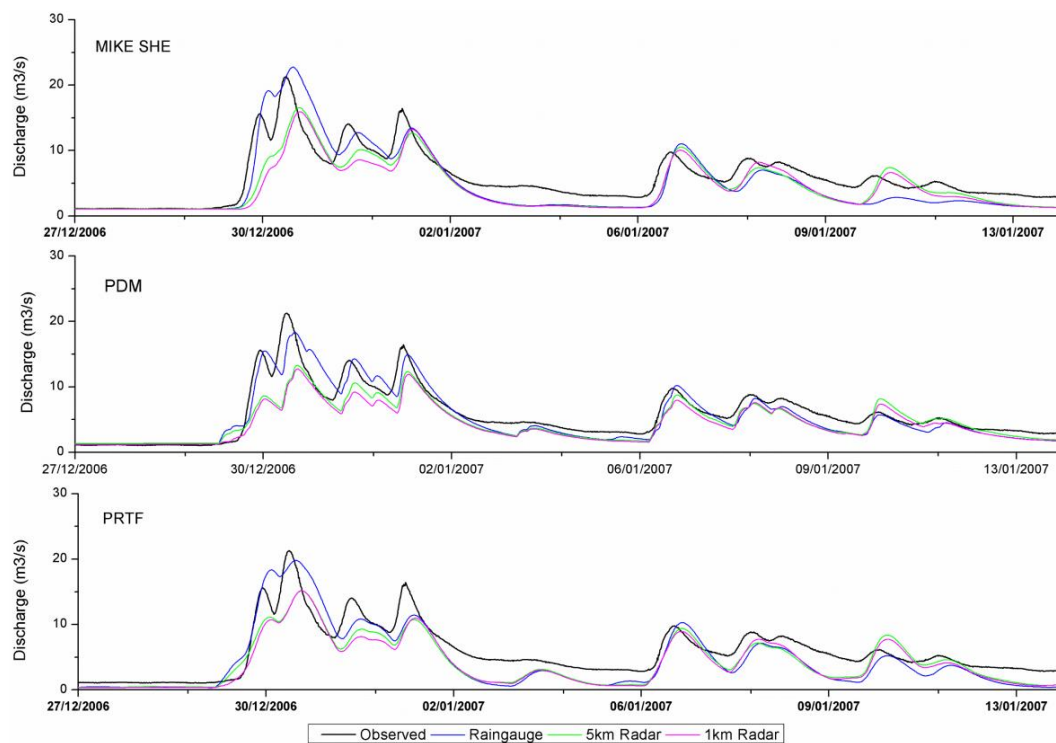 30
MIKE SHE
20
10
0
Discharge (m3/s)
27/12/2006 30/12/2006 02/01/2007 06/01/2007 09/01/2007 13/01/2007
30
PDM
20
10
0
Discharge (m3/s)
27/12/2006 30/12/2006 02/01/2007 06/01/2007 09/01/2007 13/01/2007
30
PRTF
20
10
0
Discharge (m3/s)
27/12/2006 30/12/2006 02/01/2007 06/01/2007 09/01/2007 13/01/2007
Observed Raingauge 5km Radar 1km Radar